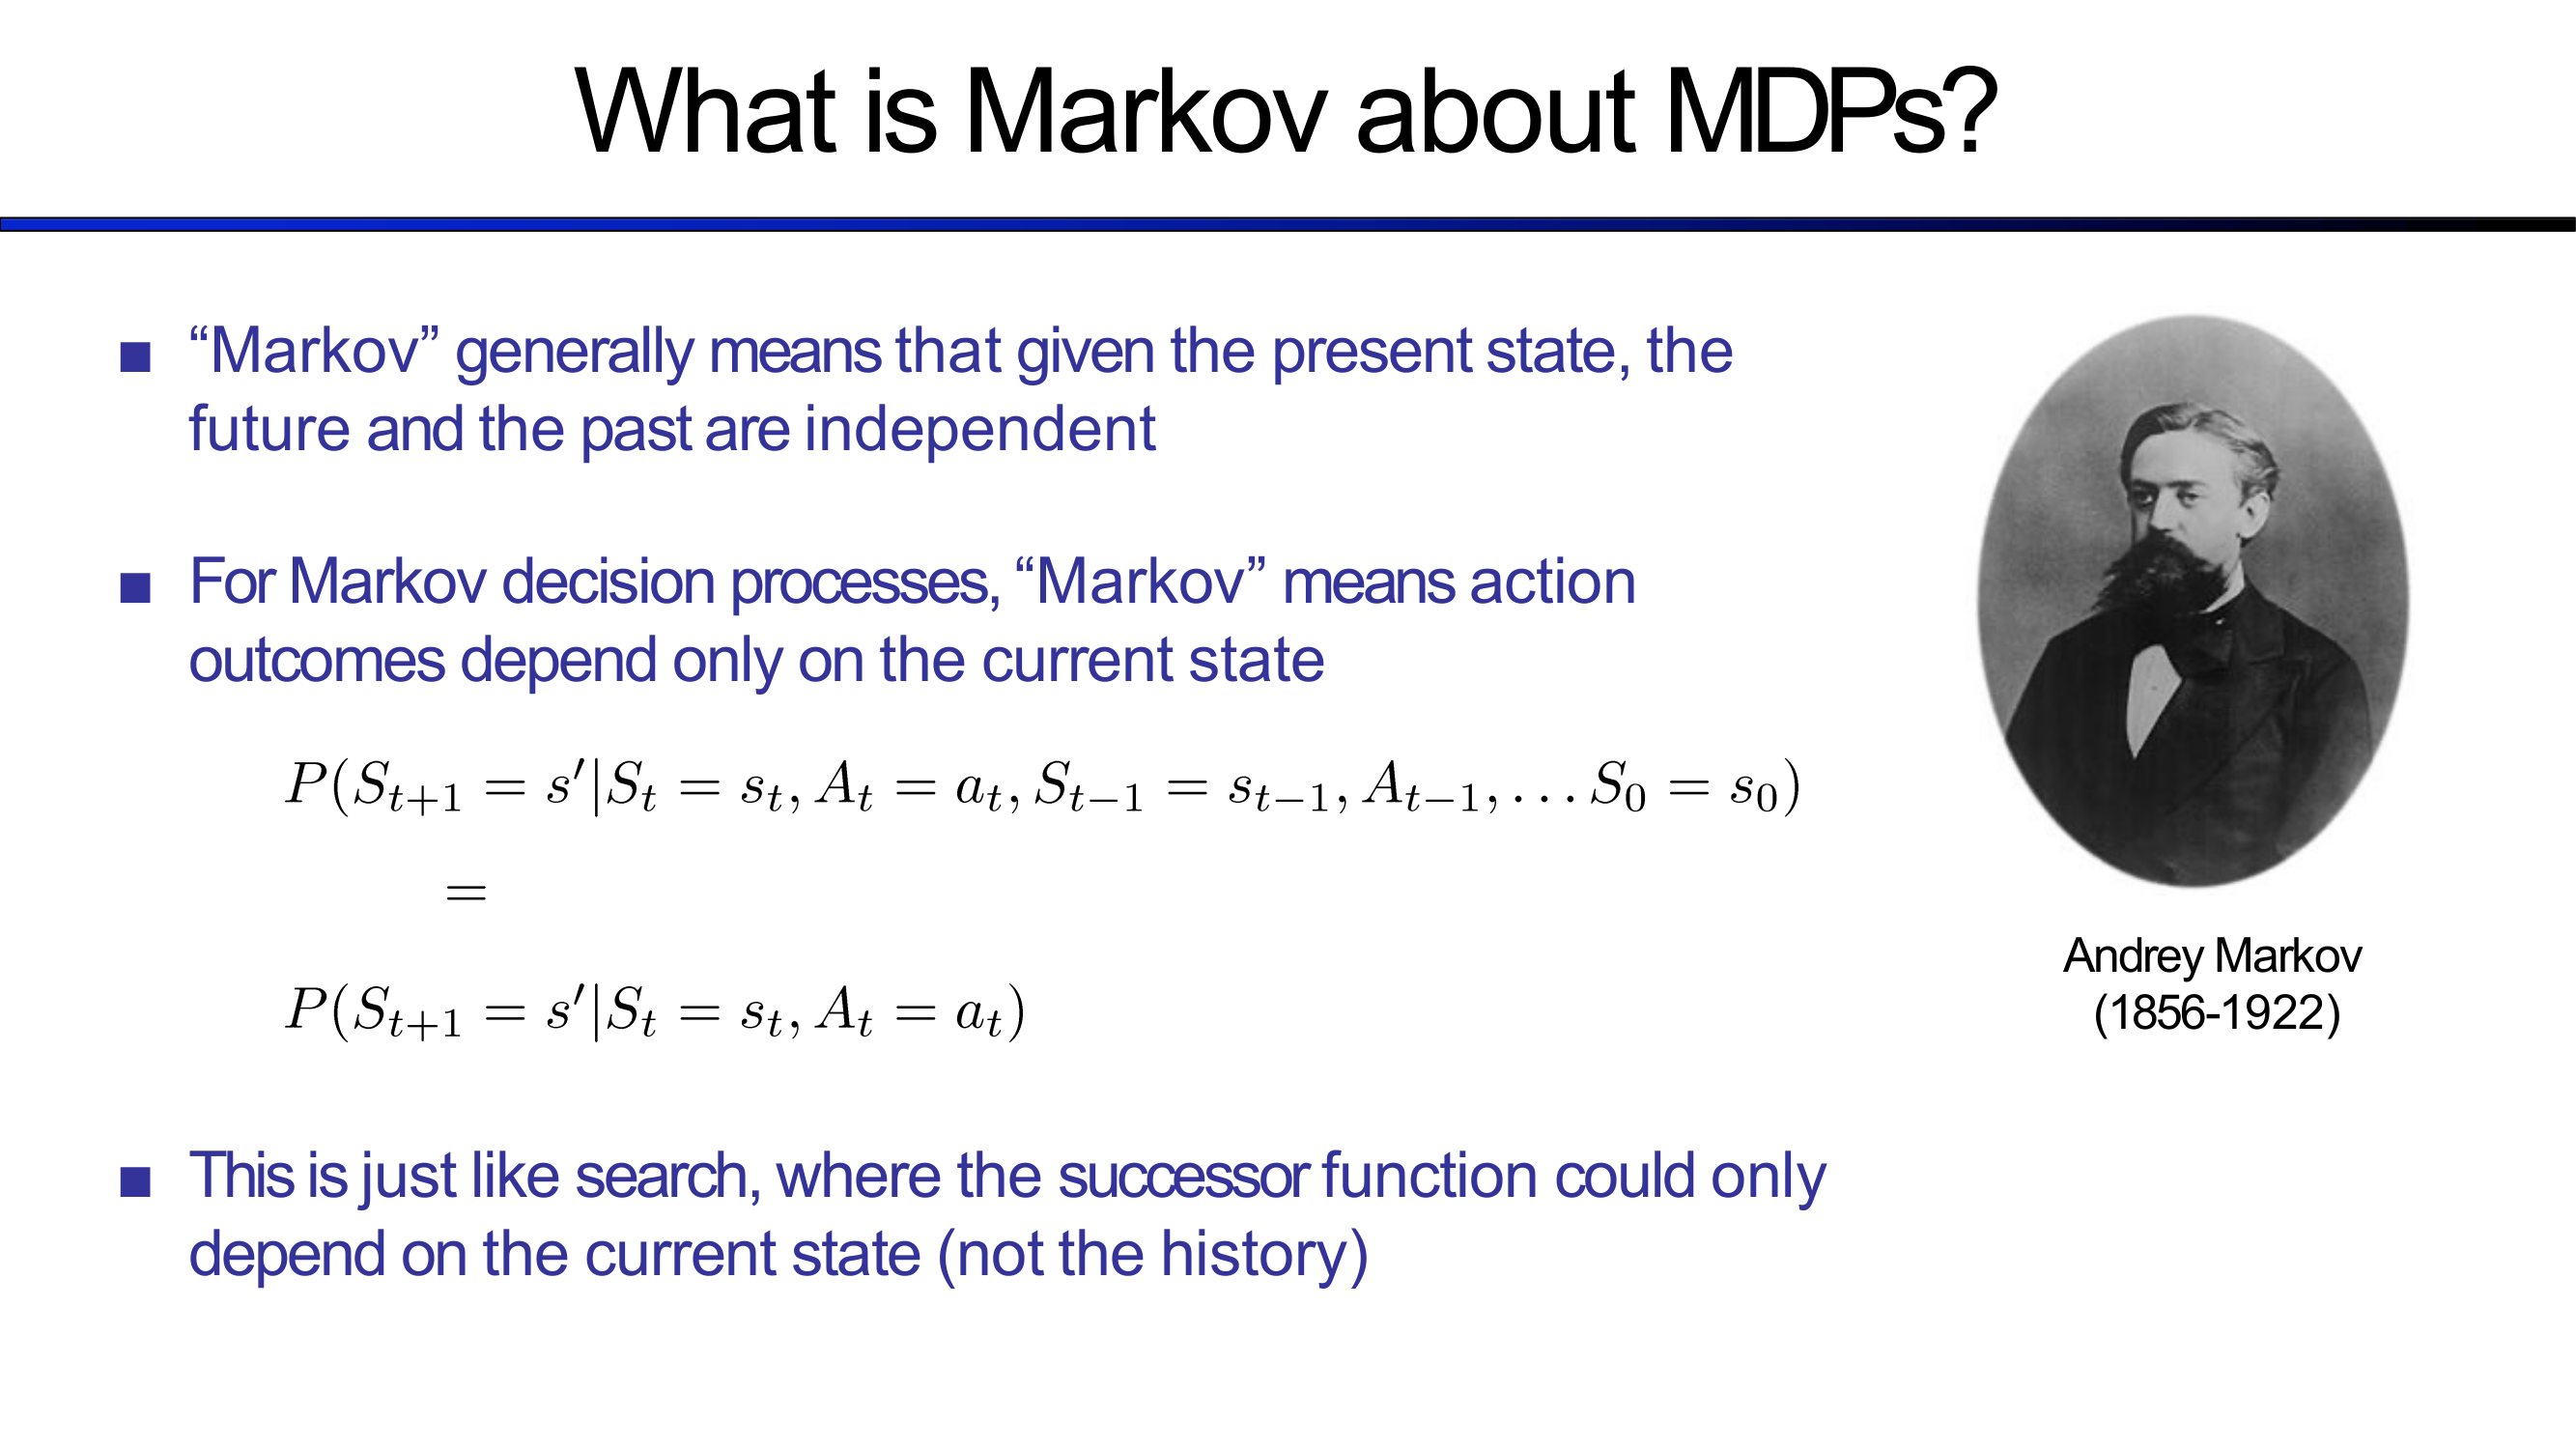 What is Markov about MDPs?
■ “Markov” generally means that given the present state, the
future and the past are independent
■ For Markov decision processes, “Markov” means action
outcomes depend only on the current state
P(S_{t+1} = s′|S_t = s_t, A_t = a_t, S_{t−1} = s_{t−1}, A_{t−1}, . . . S_0 = s_0)
=
P(S_{t+1} = s′|S_t = s_t, A_t = a_t)
■ This is just like search, where the successor function could only
depend on the current state (not the history)
Andrey Markov
(1856-1922)